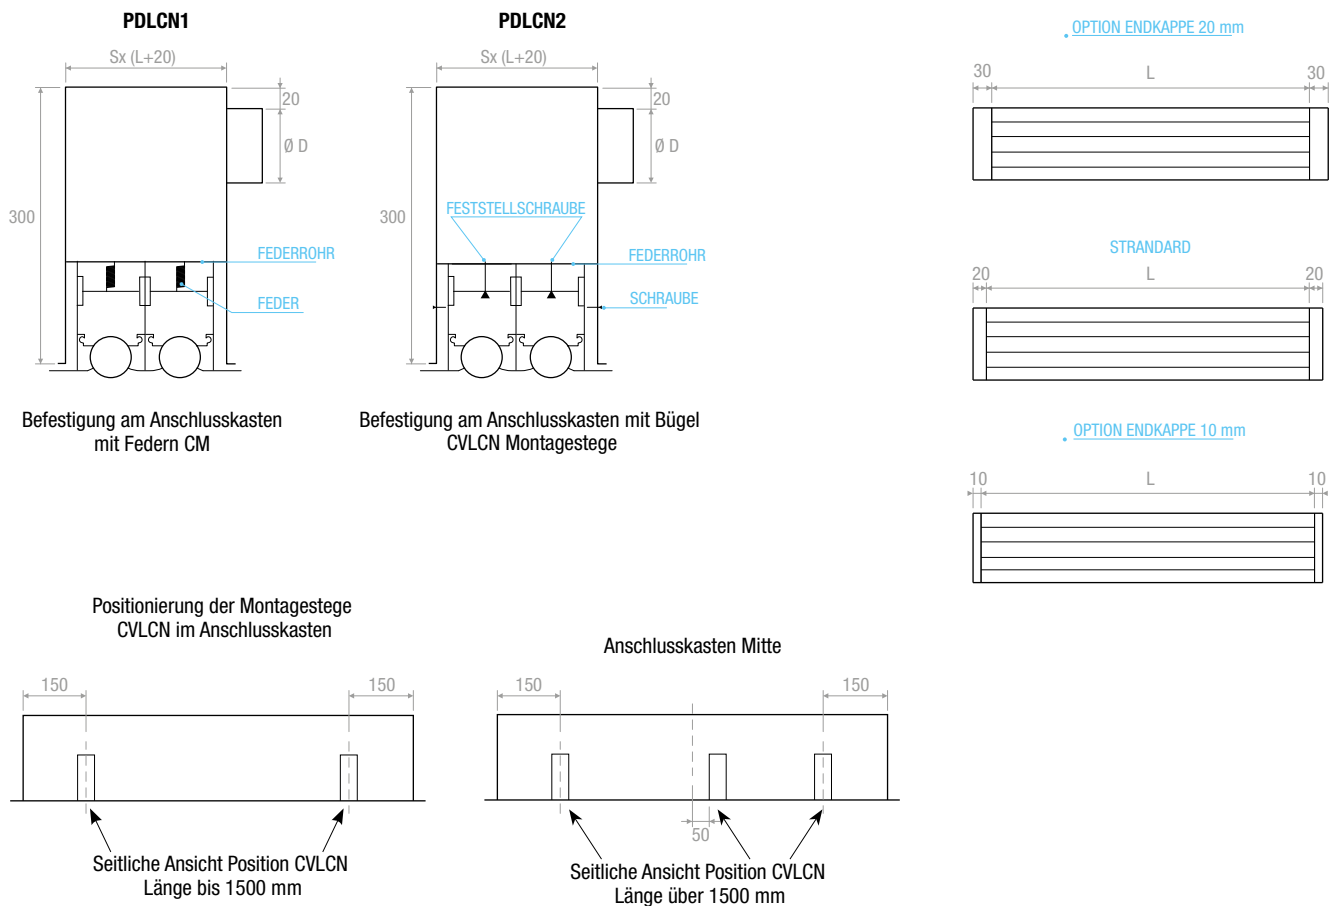 PDLCN1
Sx (L+20)
20
Ø D
300
FEDERROHR
FEDER
Befestigung am Anschlusskasten
mit Federn CM
PDLCN2
Sx (L+20)
20
Ø D
300
FESTSTELLSCHRAUBE
FEDERROHR
SCHRAUBE
Befestigung am Anschlusskasten mit Bügel
CVLCN Montagestege
OPTION ENDKAPPE 20 mm
30 L 30
STRANDARD
20 L 20
OPTION ENDKAPPE 10 mm
10 L 10
Positionierung der Montagestege
CVLCN im Anschlusskasten
150 150
Seitliche Ansicht Position CVLCN
Länge bis 1500 mm
Anschlusskasten Mitte
150 150
50
Seitliche Ansicht Position CVLCN
Länge über 1500 mm